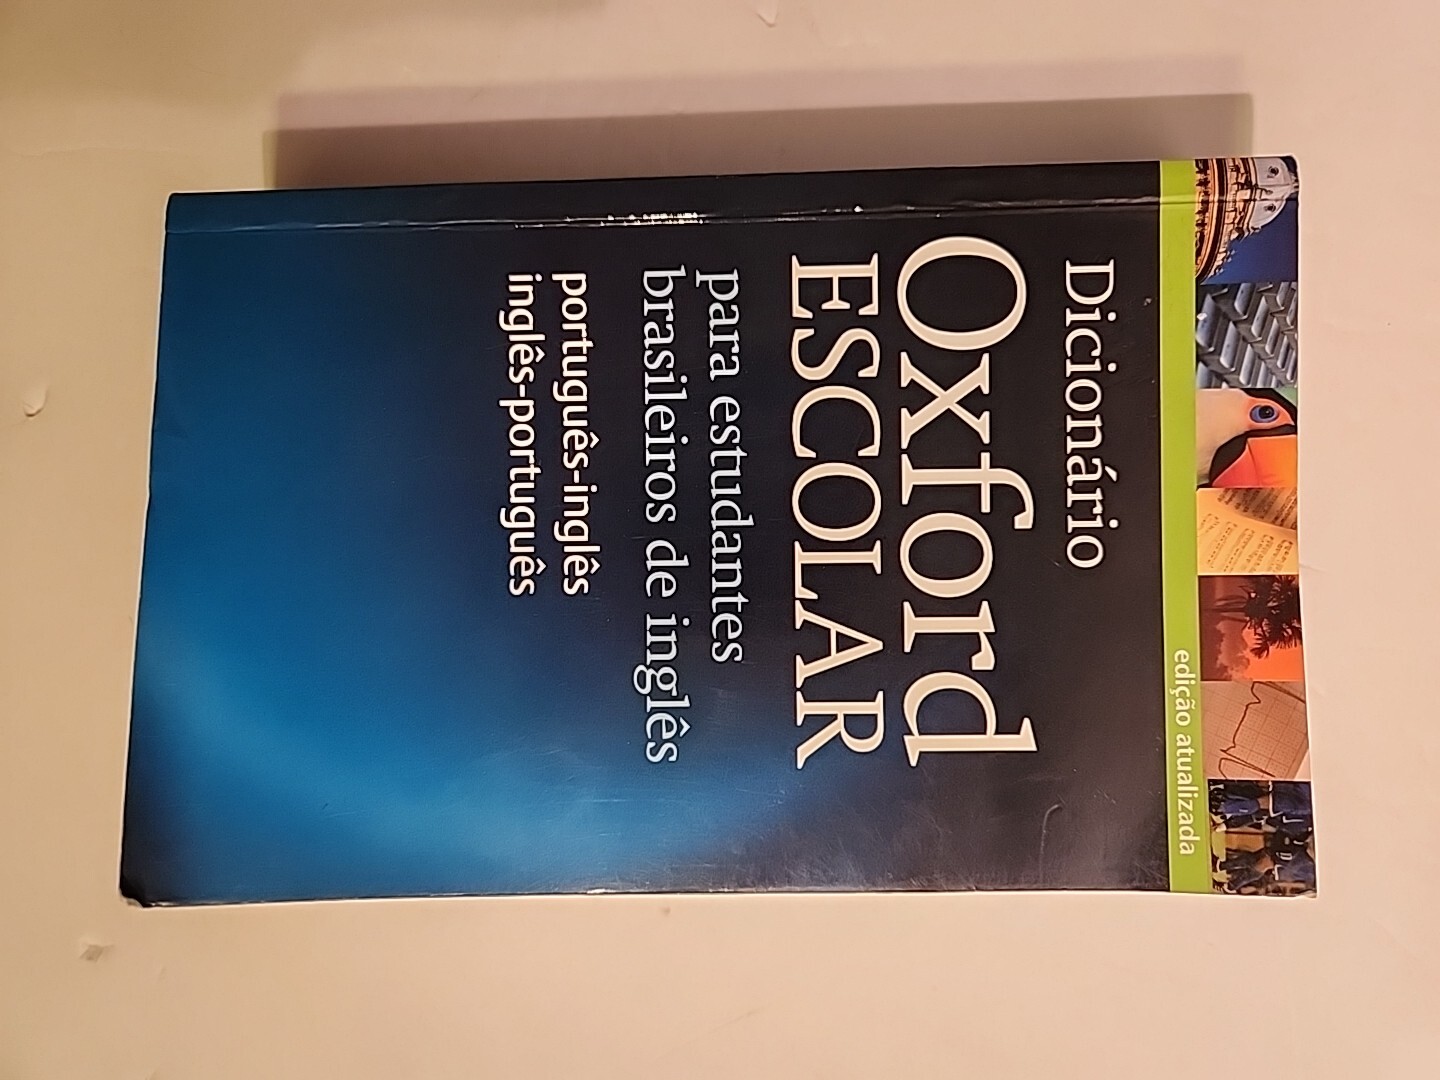 edição atualizada
Dicionário
Oxford
ESCOLAR
para estudantes
brasileiros de inglês
português-inglês
inglês-português